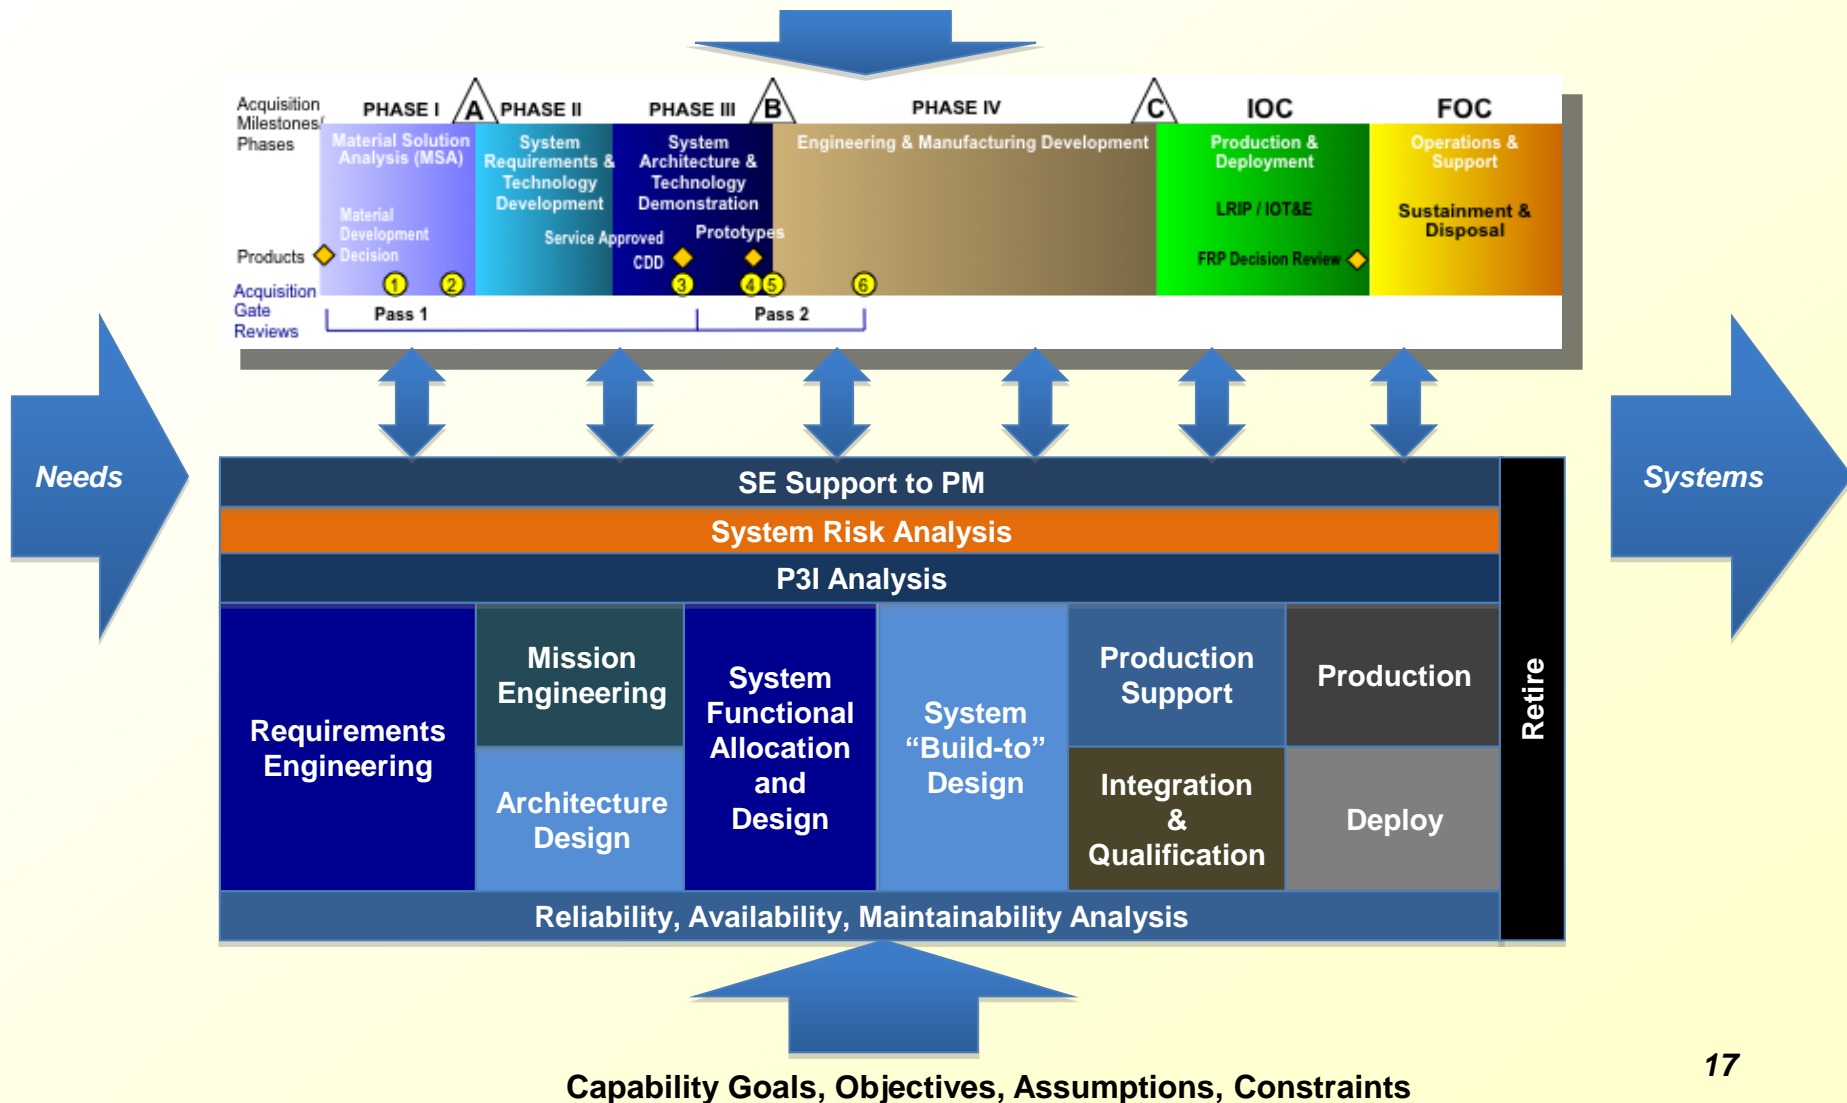 Acquisition
Milestones/
Phases
PHASE I
A
PHASE II
PHASE III
B
PHASE IV
C
IOC
FOC
Material Solution
Analysis (MSA)
System
Requirements &
Technology
Development
System
Architecture &
Technology
Demonstration
Engineering & Manufacturing Development
Production &
Deployment
Operations &
Support
LRIP / IOT&E
Sustainment &
Disposal
Material
Development
Decision
Products
Service Approved
CDD
Prototypes
FRP Decision Review
Acquisition
Gate
Reviews
1
2
3
4
5
6
Pass 1
Pass 2
Needs
Systems
SE Support to PM
System Risk Analysis
P3I Analysis
Requirements
Engineering
Mission
Engineering
Architecture
Design
System
Functional
Allocation
and
Design
System
“Build-to”
Design
Production
Support
Integration
&
Qualification
Production
Deploy
Retire
Reliability, Availability, Maintainability Analysis
Capability Goals, Objectives, Assumptions, Constraints
17